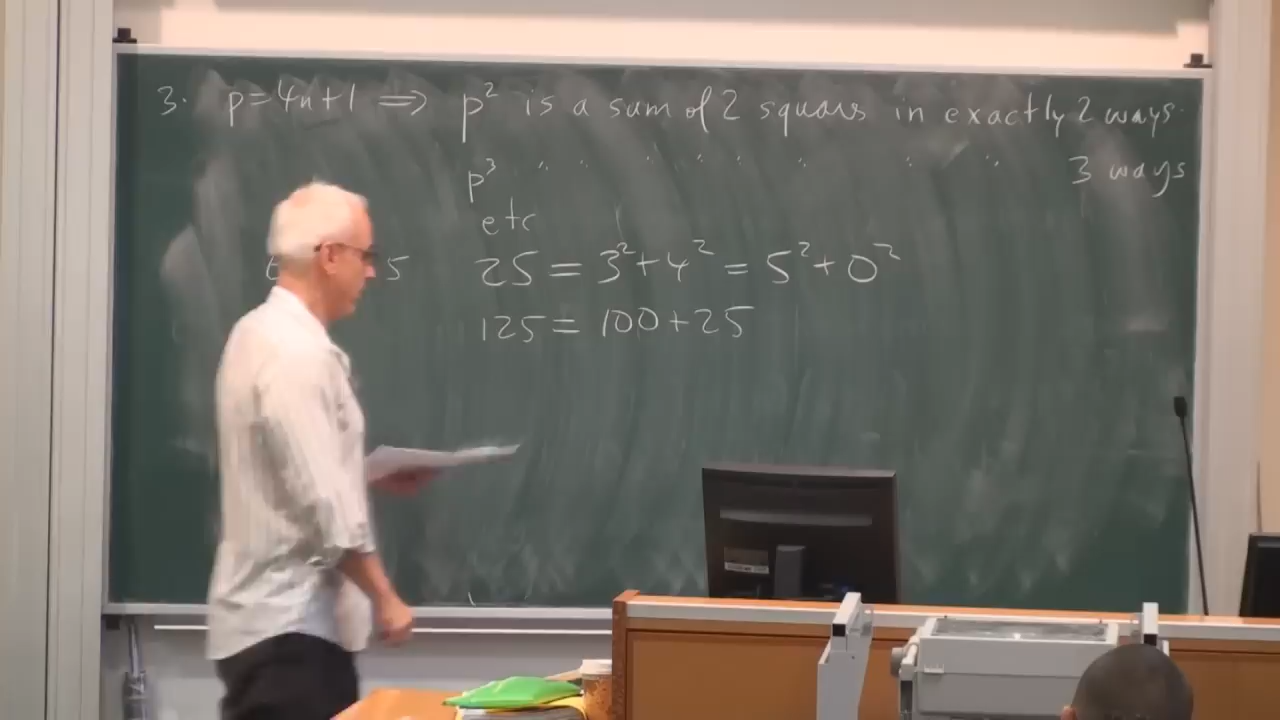 3. p=4n+1 ⟹ p² is a sum of 2 squares in exactly 2 ways.
p³ " " " " " " " " 3 ways
etc
5 25 = 3²+4² = 5²+0²
125 = 100+25